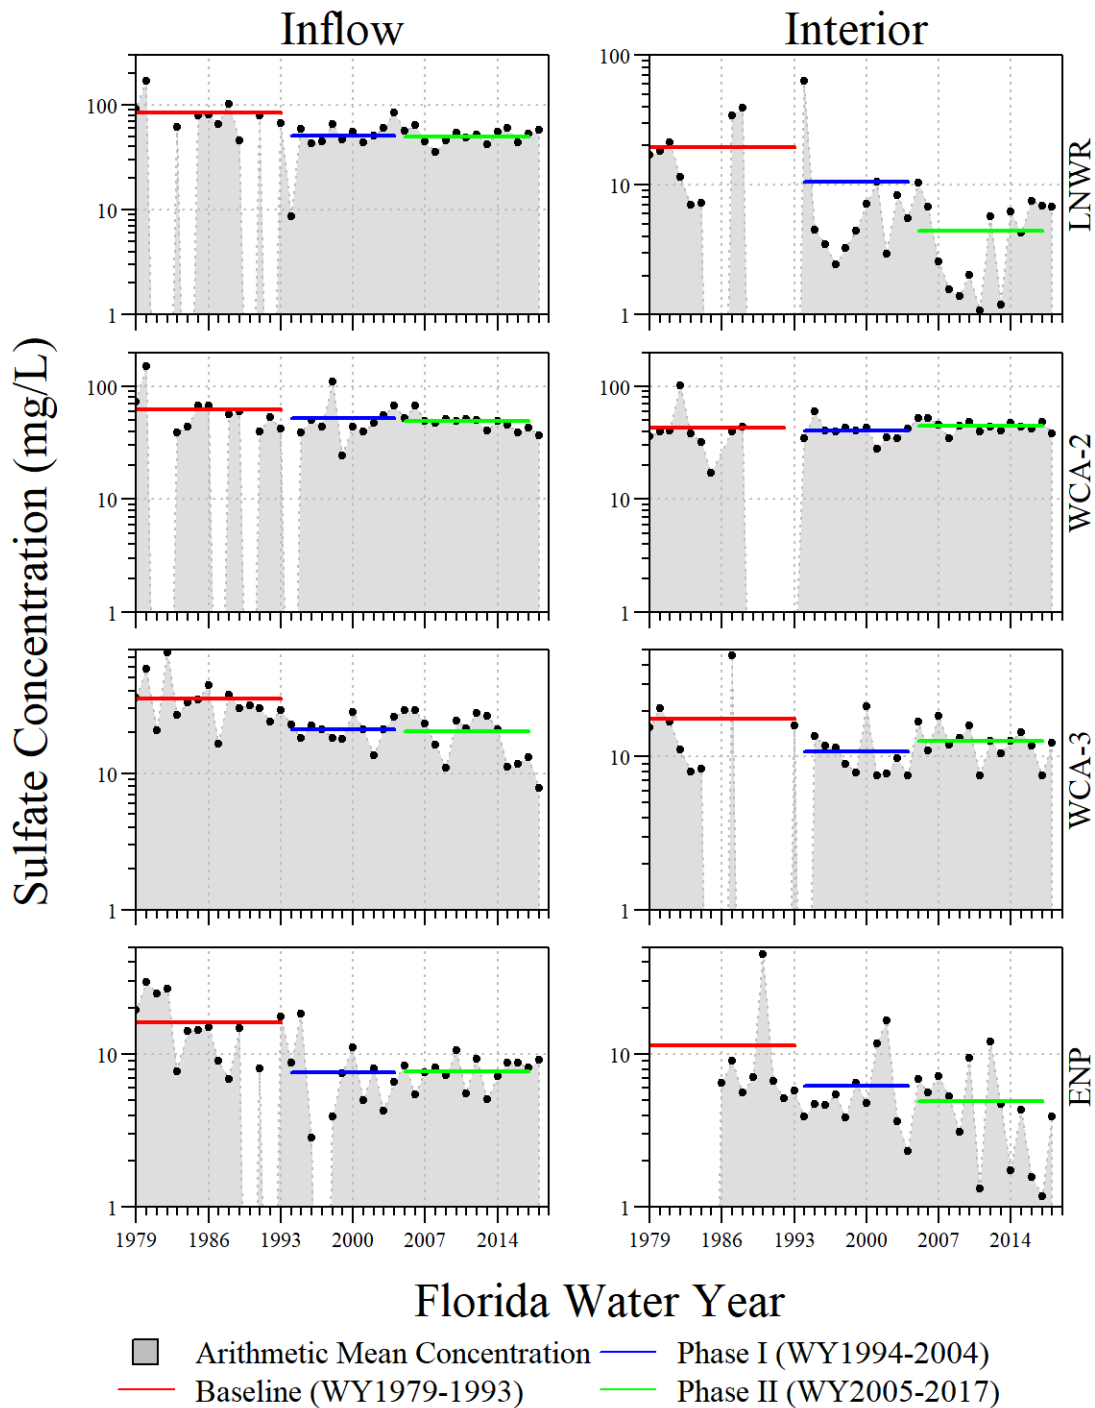 Inflow
Interior
Sulfate Concentration (mg/L)
100
10
1
100
10
1
LNWR
100
10
1
100
10
1
WCA-2
10
1
10
1
WCA-3
10
1
10
1
ENP
1979 1986 1993 2000 2007 2014
1979 1986 1993 2000 2007 2014
Florida Water Year
Arithmetic Mean Concentration
Phase I (WY1994-2004)
Baseline (WY1979-1993)
Phase II (WY2005-2017)